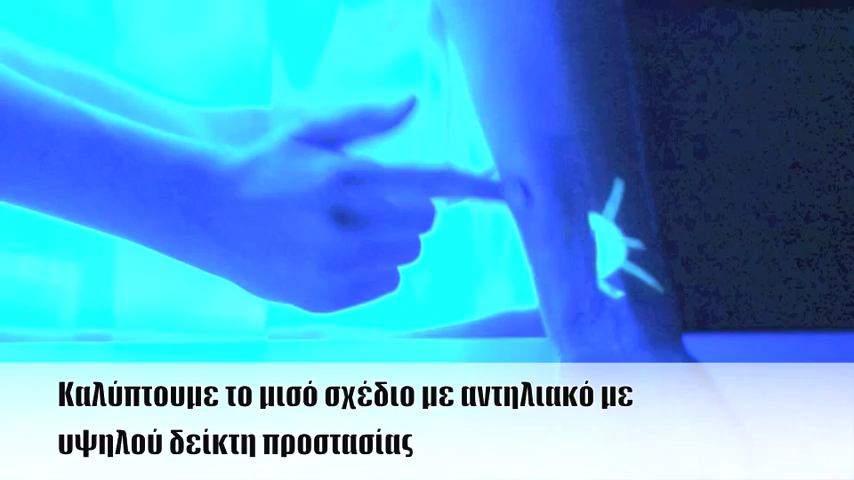 Καλύπτουμε το μισό σχέδιο με αντηλιακό με
υψηλού δείκτη προστασίας